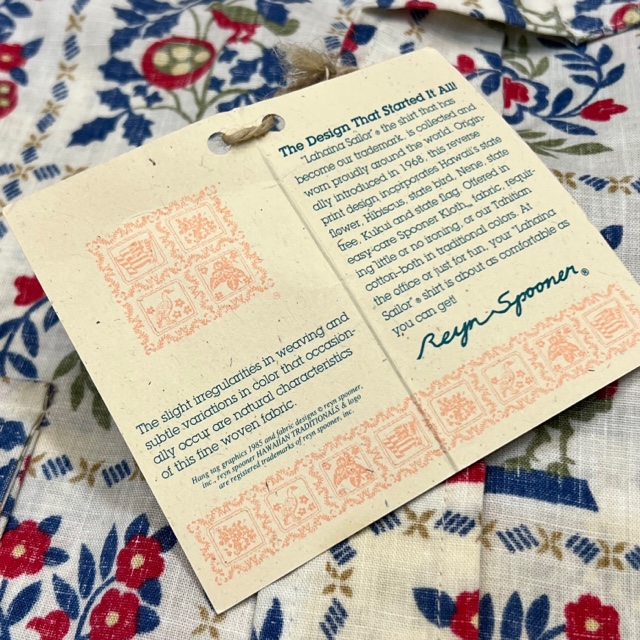 The slight irregularities in weaving and
subtle variations in color that occasion-
ally occur are natural characteristics
of this fine woven fabric.
Hang tag graphics 1985 and fabric designs © reyn spooner,
inc. reyn spooner HAWAIIAN TRADITIONALS & logo
are registered trademarks of reyn spooner, inc.
The Design That Started It All!
"Lahaina Sailor® is the shirt that has
become our trademark, is collected and
worn proudly around the world. Origin-
ally introduced in 1968, this reverse
print design incorporates Hawaii's state
flower, Hibiscus, state bird, Nene, state
tree, Kukui and state flag. Offered in
easy-care Spooner Kloth™ fabric, requir-
ing little or no ironing, or our Tahitian
cotton-both in traditional colors. At
the office or just for fun, your "Lahaina
Sailor"® shirt is about as comfortable as
you can get!
Reyn Spooner®